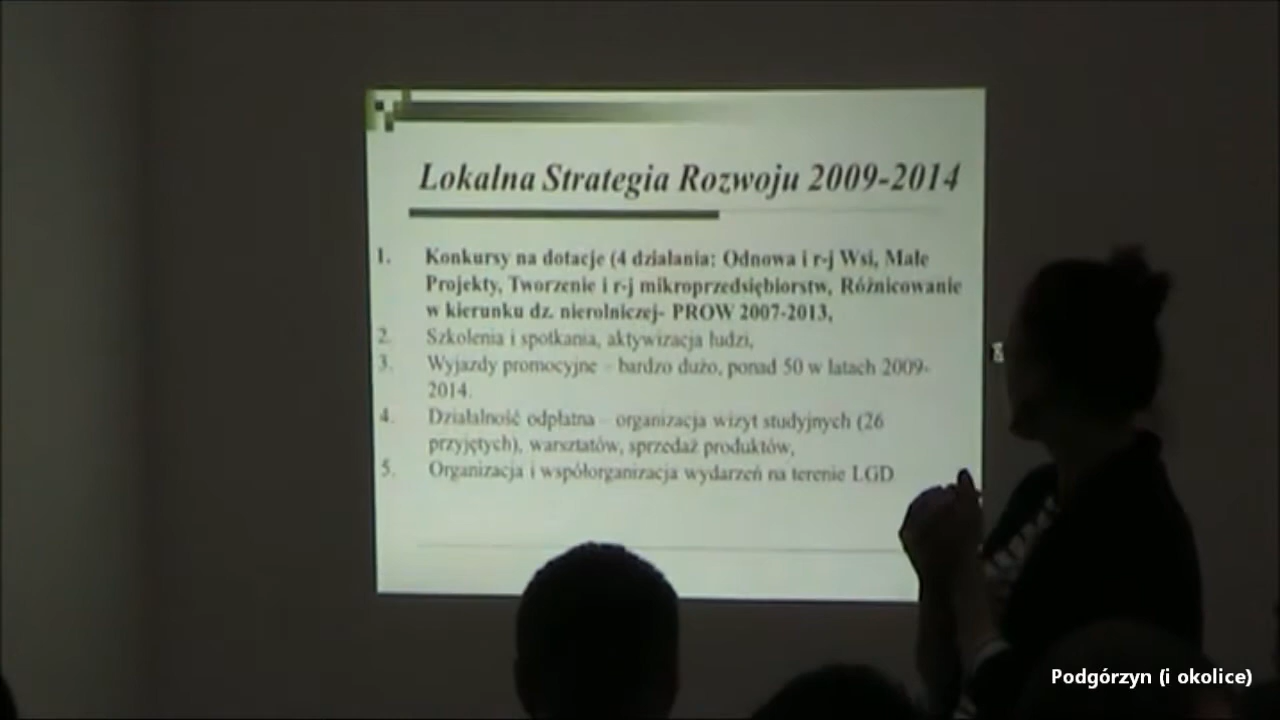 Lokalna Strategia Rozwoju 2009-2014
1. Konkursy na dotacje (4 działania: Odnowa i r-j Wsi, Małe
Projekty, Tworzenie i r-j mikroprzedsiębiorstw, Różnicowanie
w kierunku dz. nierolniczej- PROW 2007-2013,
2. Szkolenia i spotkania, aktywizacja ludzi,
3. Wyjazdy promocyjne – bardzo dużo, ponad 50 w latach 2009-
2014.
4. Działalność odpłatna – organizacja wizyt studyjnych (26
przyjętych), warsztatów, sprzedaż produktów,
5. Organizacja i współorganizacja wydarzeń na terenie LGD
Podgórzyn (i okolice)